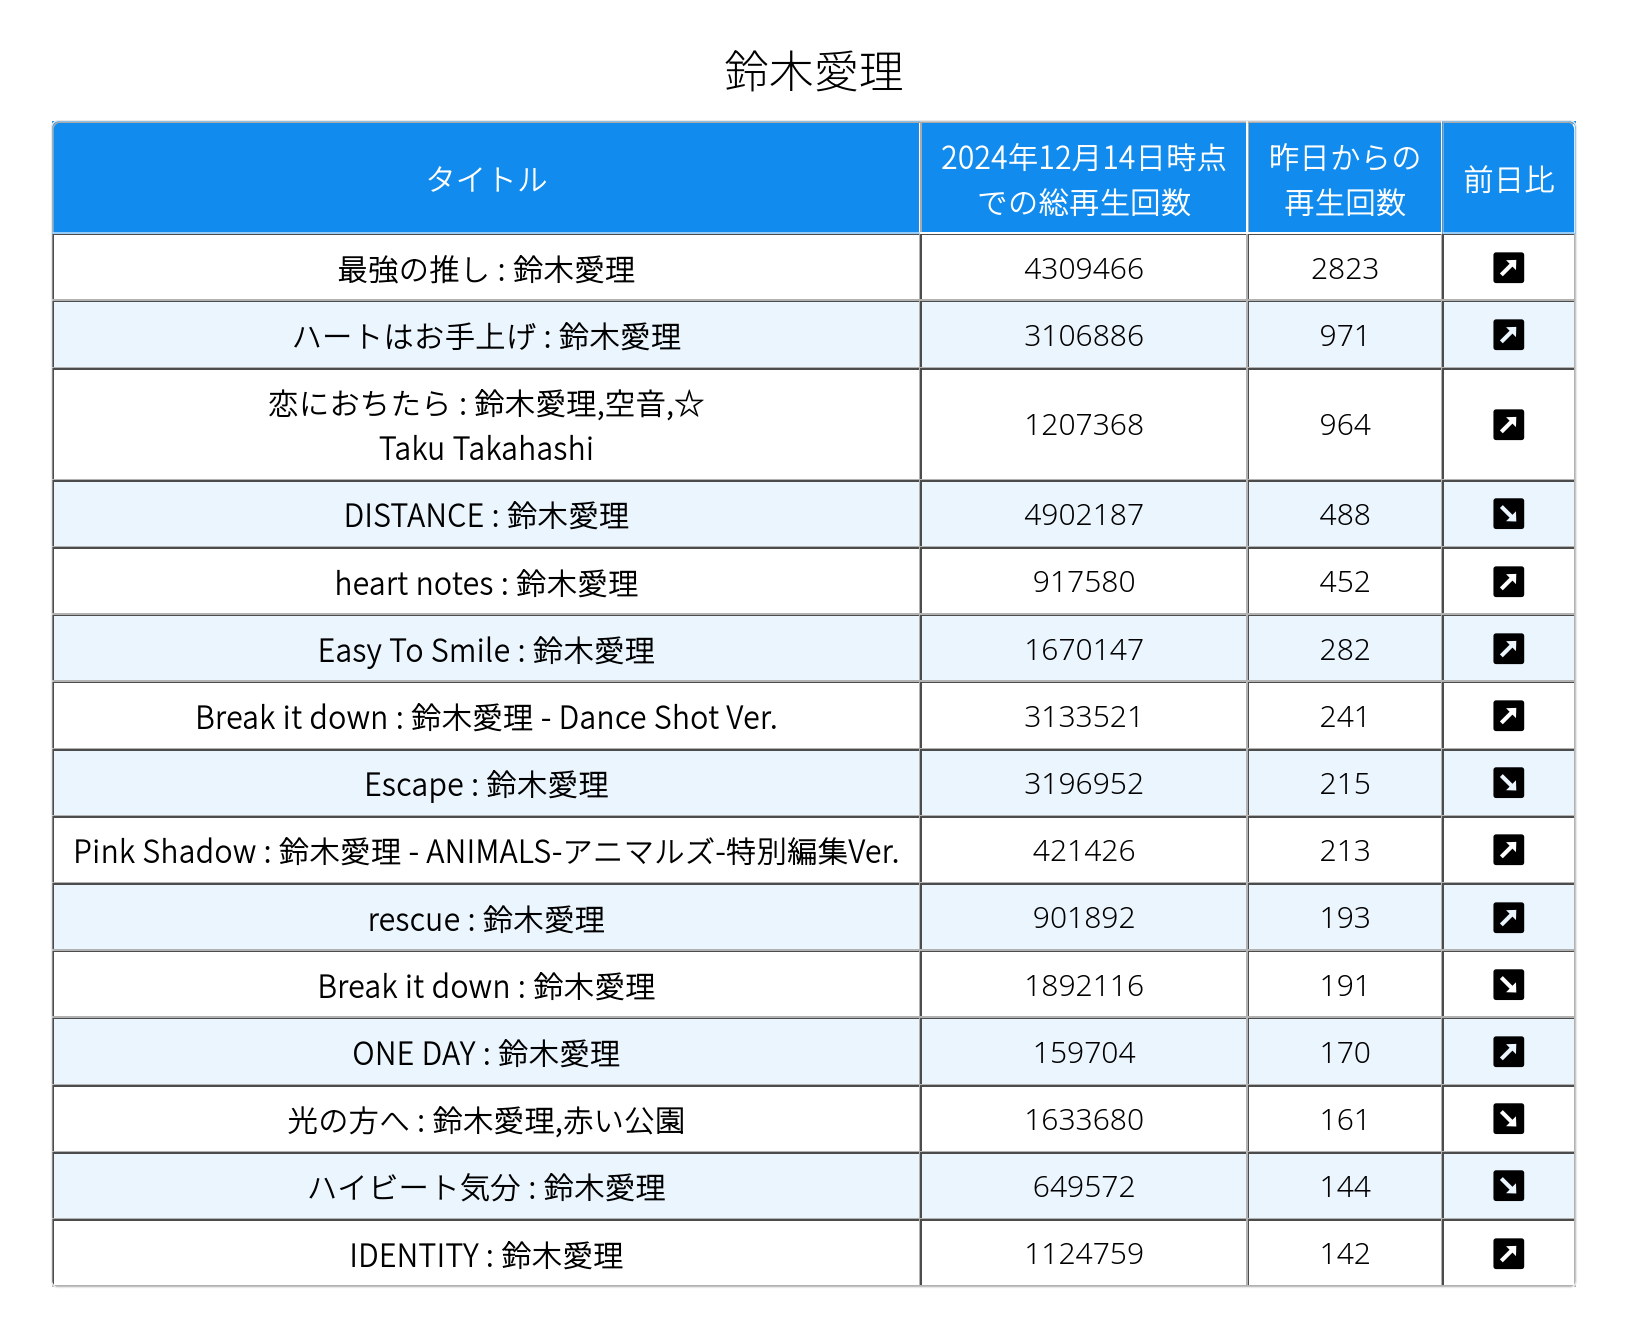 鈴木愛理
タイトル
2024年12月14日時点
での総再生回数
昨日からの
再生回数
前日比
最強の推し : 鈴木愛理 4309466 2823
ハートはお手上げ : 鈴木愛理 3106886 971
恋におちたら : 鈴木愛理,空音,☆
Taku Takahashi
1207368 964
DISTANCE : 鈴木愛理 4902187 488
heart notes : 鈴木愛理 917580 452
Easy To Smile : 鈴木愛理 1670147 282
Break it down : 鈴木愛理 - Dance Shot Ver. 3133521 241
Escape : 鈴木愛理 3196952 215
Pink Shadow : 鈴木愛理 - ANIMALS-アニマルズ-特別編集Ver. 421426 213
rescue : 鈴木愛理 901892 193
Break it down : 鈴木愛理 1892116 191
ONE DAY : 鈴木愛理 159704 170
光の方へ : 鈴木愛理,赤い公園 1633680 161
ハイビート気分 : 鈴木愛理 649572 144
IDENTITY : 鈴木愛理 1124759 142